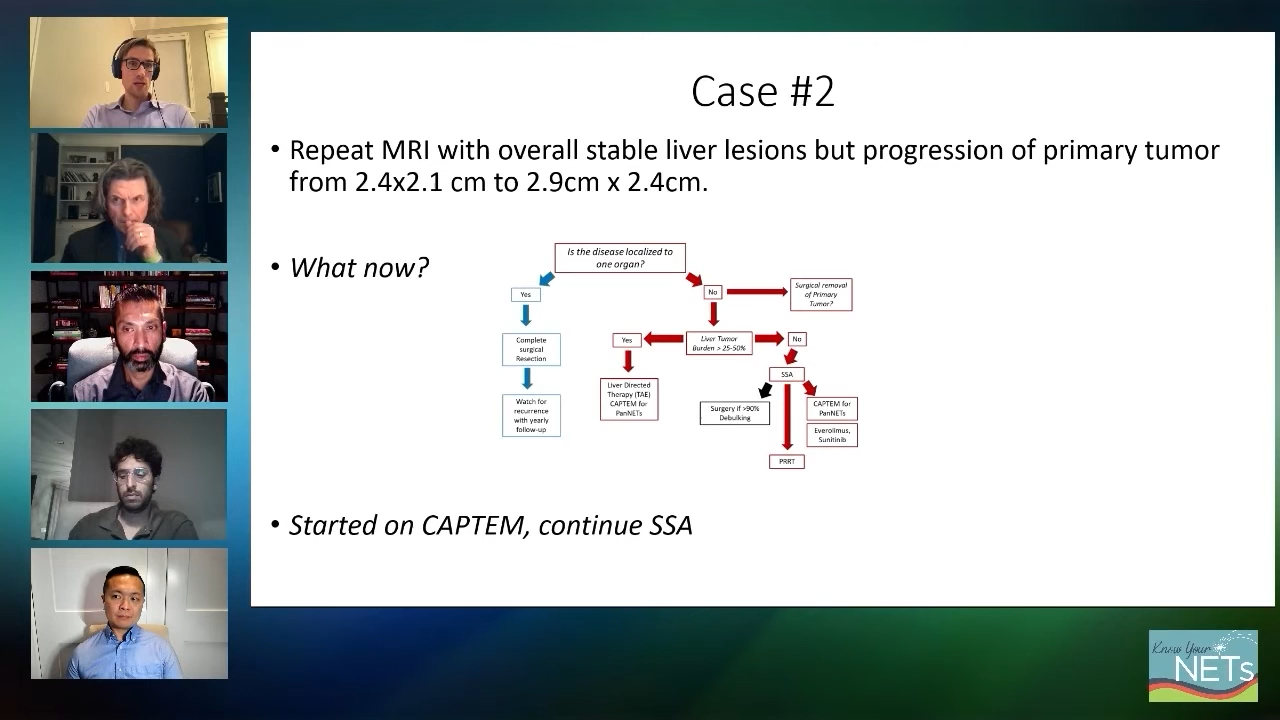 Case #2
• Repeat MRI with overall stable liver lesions but progression of primary tumor
from 2.4x2.1 cm to 2.9cm x 2.4cm.
• What now?
Is the disease localized to
one organ?
Yes
No
Surgical removal
of Primary
Tumor?
Complete
surgical
Resection
Yes
Liver Tumor
Burden > 25-50%
No
Watch for
recurrence
with yearly
follow-up
Liver Directed
Therapy (TAE)
CAPTEM for
PanNETs
SSA
Surgery if >90%
Debulking
CAPTEM for
PanNETs
Everolimus,
Sunitinib
PRRT
• Started on CAPTEM, continue SSA
Know Your
NETs